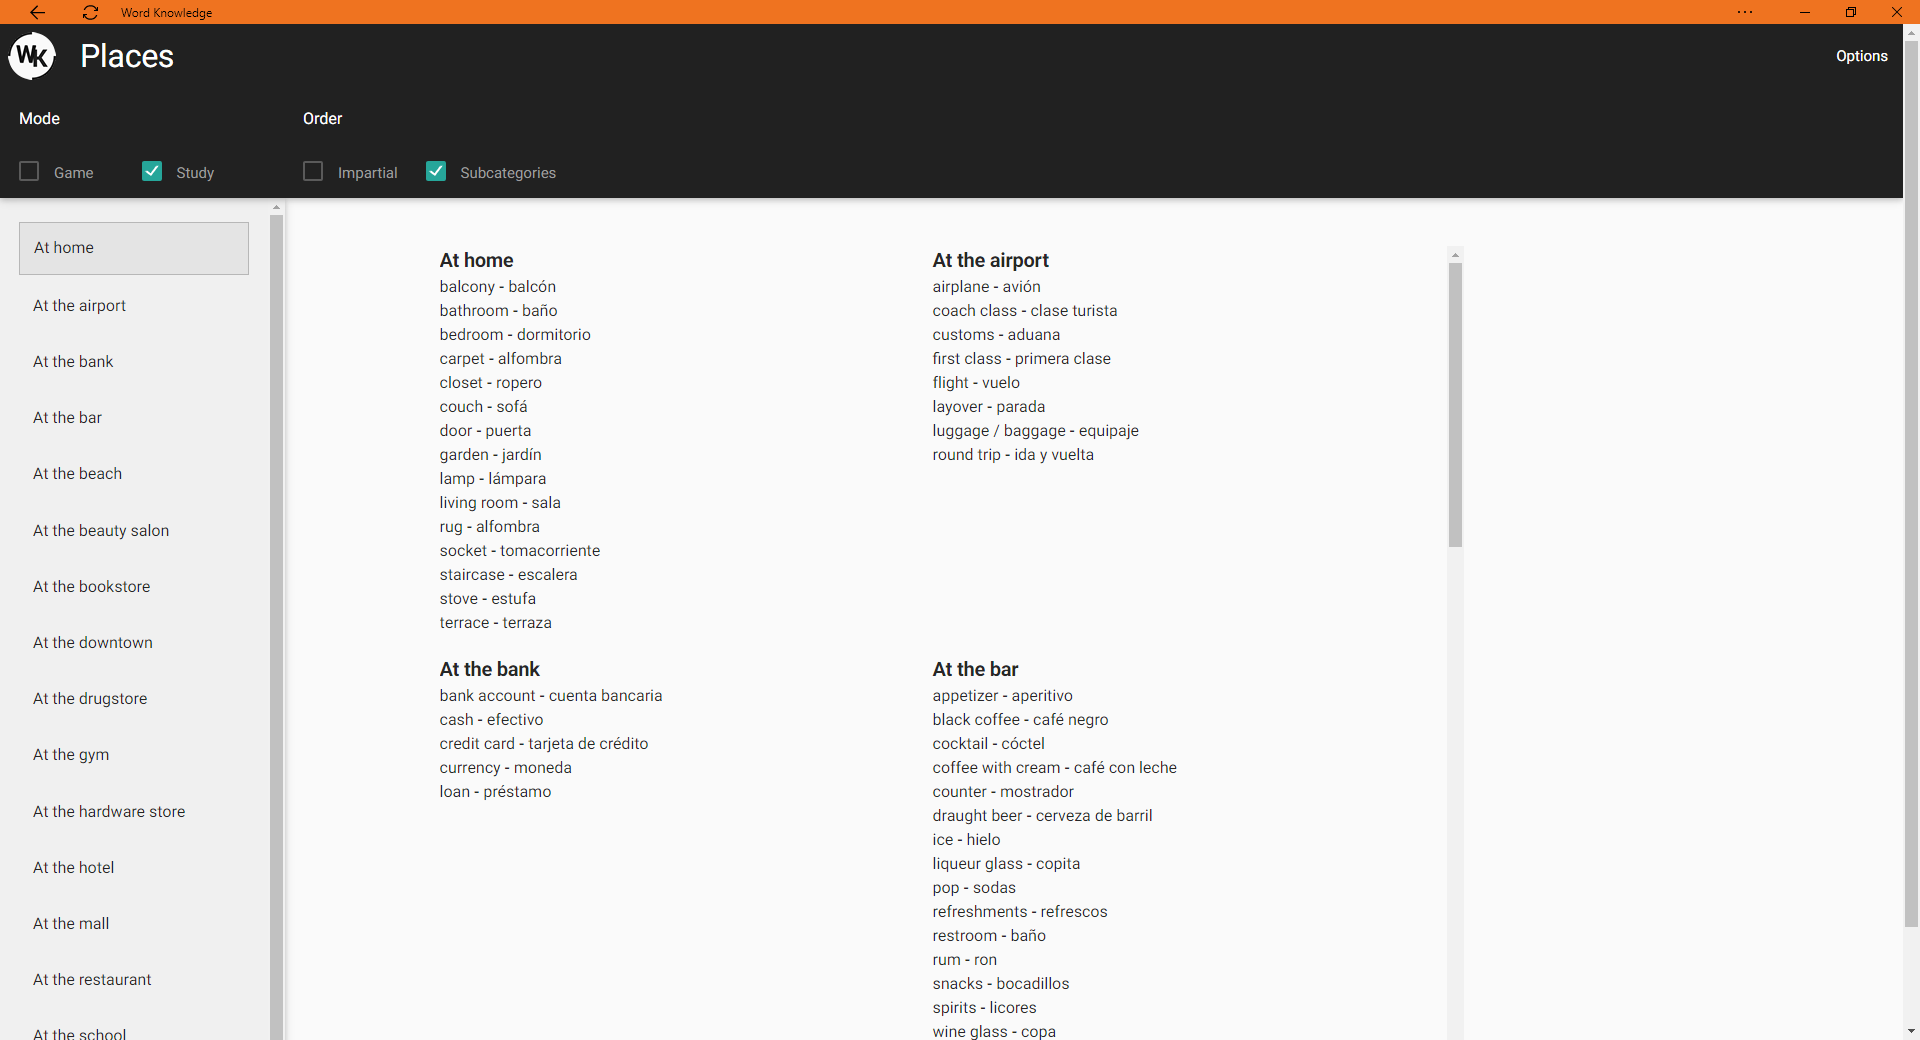 Word Knowledge
WK
Places
Options
Mode
Order
Game
Study
Impartial
Subcategories
At home
At the airport
At the bank
At the bar
At the beach
At the beauty salon
At the bookstore
At the downtown
At the drugstore
At the gym
At the hardware store
At the hotel
At the mall
At the restaurant
At the school
At home
balcony - balcón
bathroom - baño
bedroom - dormitorio
carpet - alfombra
closet - ropero
couch - sofá
door - puerta
garden - jardín
lamp - lámpara
living room - sala
rug - alfombra
socket - tomacorriente
staircase - escalera
stove - estufa
terrace - terraza
At the airport
airplane - avión
coach class - clase turista
customs - aduana
first class - primera clase
flight - vuelo
layover - parada
luggage / baggage - equipaje
round trip - ida y vuelta
At the bank
bank account - cuenta bancaria
cash - efectivo
credit card - tarjeta de crédito
currency - moneda
loan - préstamo
At the bar
appetizer - aperitivo
black coffee - café negro
cocktail - cóctel
coffee with cream - café con leche
counter - mostrador
draught beer - cerveza de barril
ice - hielo
liqueur glass - copita
pop - sodas
refreshments - refrescos
restroom - baño
rum - ron
snacks - bocadillos
spirits - licores
wine glass - copa